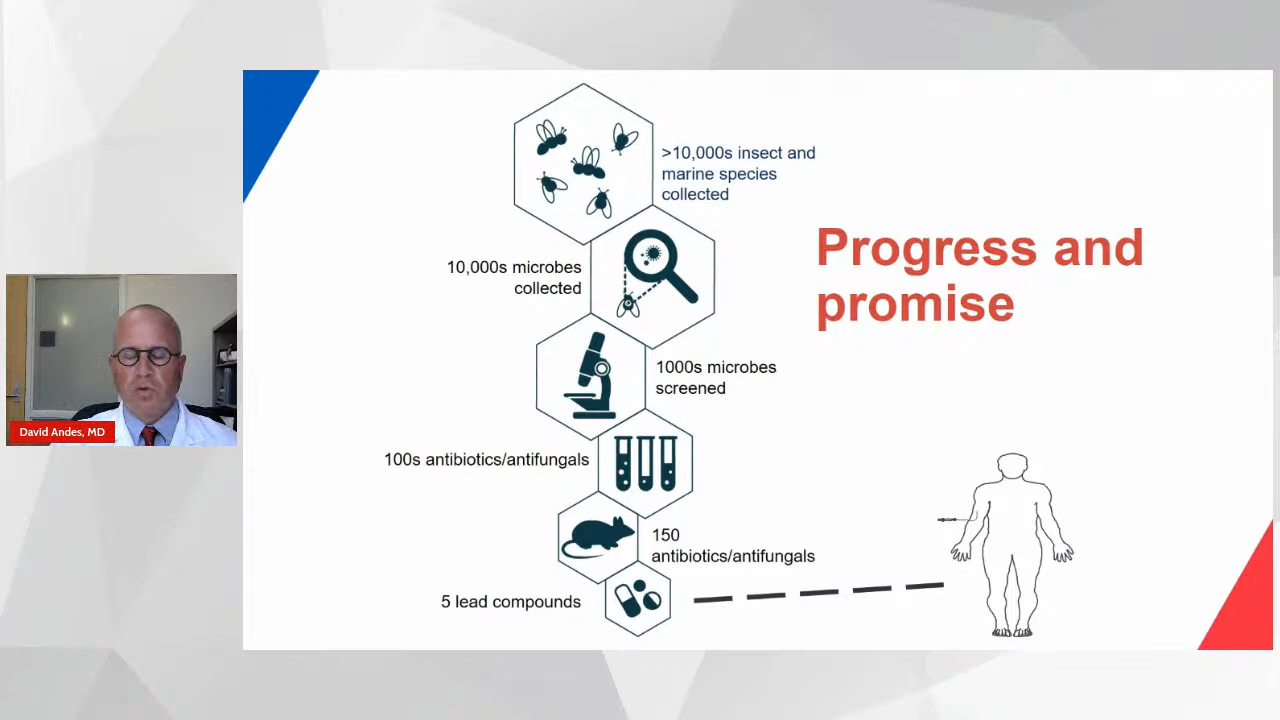 >10,000s insect and
marine species
collected
Progress and
promise
10,000s microbes
collected
1000s microbes
screened
David Andes, MD
100s antibiotics/antifungals
150
antibiotics/antifungals
5 lead compounds